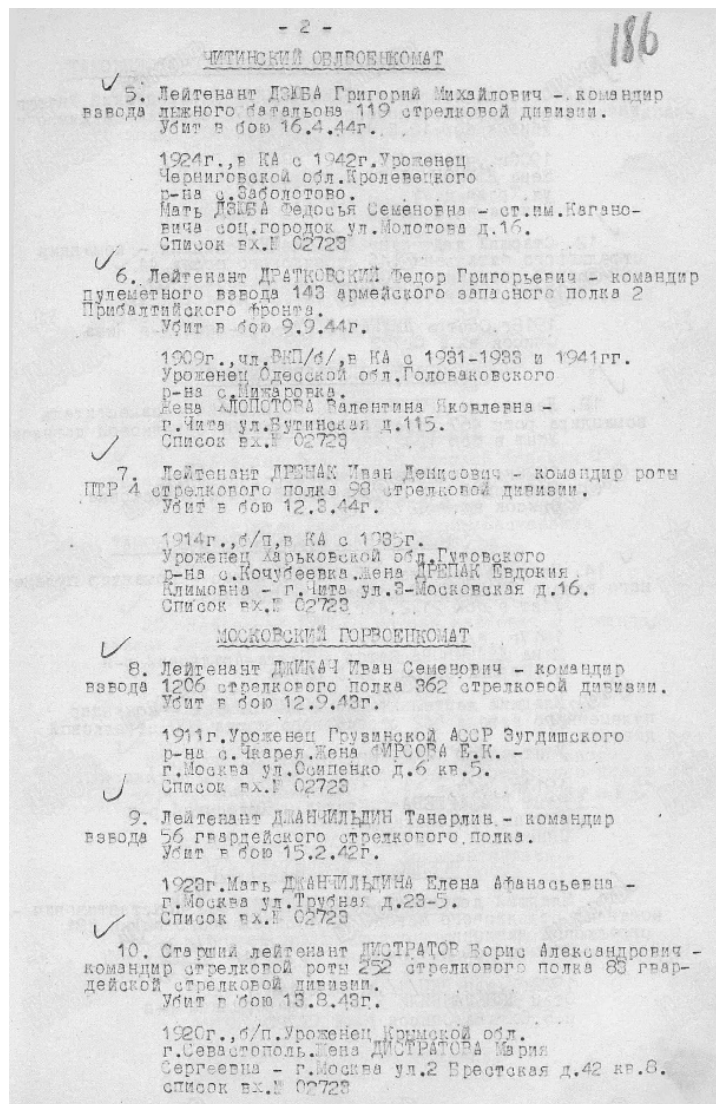 - 2 -
186
ЧИТИНСКИЙ ОБЛВОЕНКОМАТ
5. Лейтенант ДЗЮБА Григорий Михайлович - командир
взвода лыжного батальона 119 стрелковой дивизии.
Убит в бою 16.4.44г.
1924г.,в КА с 1942г.Уроженец
Черниговской обл.Кролевецкого
р-на с.Заболотово.
Мать ДЗЮБА Федосья Семеновна - ст.им.Кагано-
вича соц.городок ул.Молотова д.16.
Список вх.№ 02723
6. Лейтенант ДРАТКОВСКИЙ Федор Григорьевич - командир
пулеметного взвода 143 армейского запасного полка 2
Прибалтийского фронта.
Убит в бою 9.9.44г.
1909г.,чл.ВКП/б/,в КА с 1931-1933 и 1941гг.
Уроженец Одесской обл.Головаковского
р-на с.Мижаровка.
Жена ХЛОПОТОВА Валентина Яковлевна -
г.Чита ул.Бутинская д.115.
Список вх.№ 02723
7. Лейтенант ДРЕПАК Иван Денисович - командир роты
ПТР 4 стрелкового полка 98 стрелковой дивизии.
Убит в бою 12.3.44г.
1914г.,б/п,в КА с 1935г.
Уроженец Харьковской обл.Гутовского
р-на с.Кочубеевка.Жена ДРЕПАК Евдокия
Климовна - г.Чита ул.3-Московская д.16.
Список вх.№ 02723
МОСКОВСКИЙ ГОРВОЕНКОМАТ
8. Лейтенант ДЖИКАЧ Иван Семенович - командир
взвода 1206 стрелкового полка 362 стрелковой дивизии.
Убит в бою 12.9.43г.
1911г.Уроженец Грузинской АССР Зугдишского
р-на с.Чкарея.Жена ФИРСОВА Е.К. -
г.Москва ул.Осипенко д.6 кв.5.
Список вх.№ 02723
9. Лейтенант ДЖАНЧИЛЬДИН Танерлин - командир
взвода 56 гвардейского стрелкового полка.
Убит в бою 15.2.42г.
1923г.Мать ДЖАНЧИЛЬДИНА Елена Афанасьевна -
г.Москва ул.Трубная д.23-5.
Список вх.№ 02723
10. Старший лейтенант ДИСТРАТОВ Борис Александрович -
командир стрелковой роты 252 стрелкового полка 83 гвар-
дейской стрелковой дивизии.
Убит в бою 13.8.43г.
1920г.,б/п.Уроженец Крымской обл.
г.Севастополь.Жена ДИСТРАТОВА Мария
Сергеевна - г.Москва ул.2 Брестская д.42 кв.8.
список вх.№ 02723